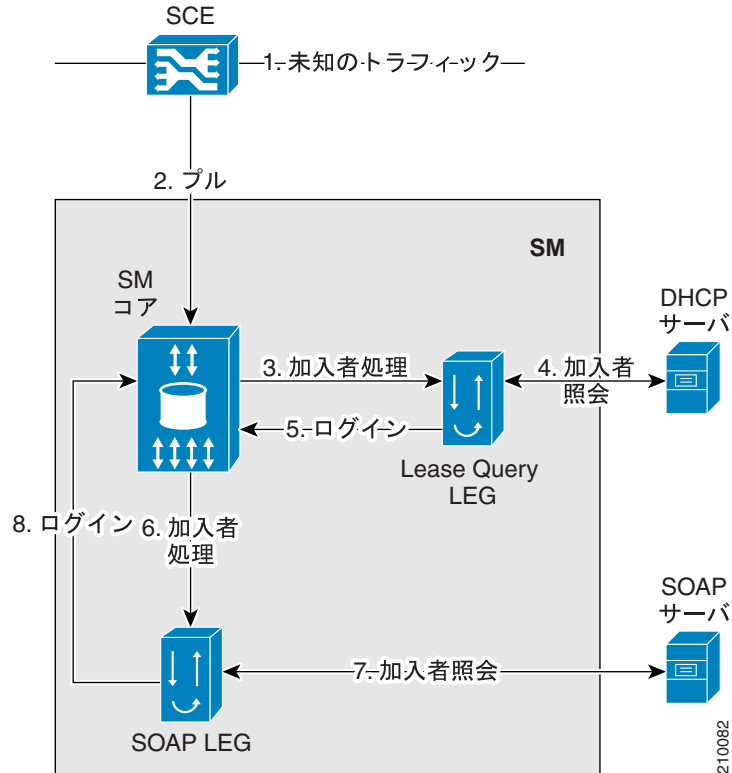 SCE
1. 未知のトラフィック
2. プル
SM
SM
コア
DHCP
サーバ
3. 加入者処理
4. 加入者
照会
5. ログイン
Lease Query
LEG
8. ログイン
6. 加入者
処理
SOAP
サーバ
7. 加入者照会
SOAP LEG
210082